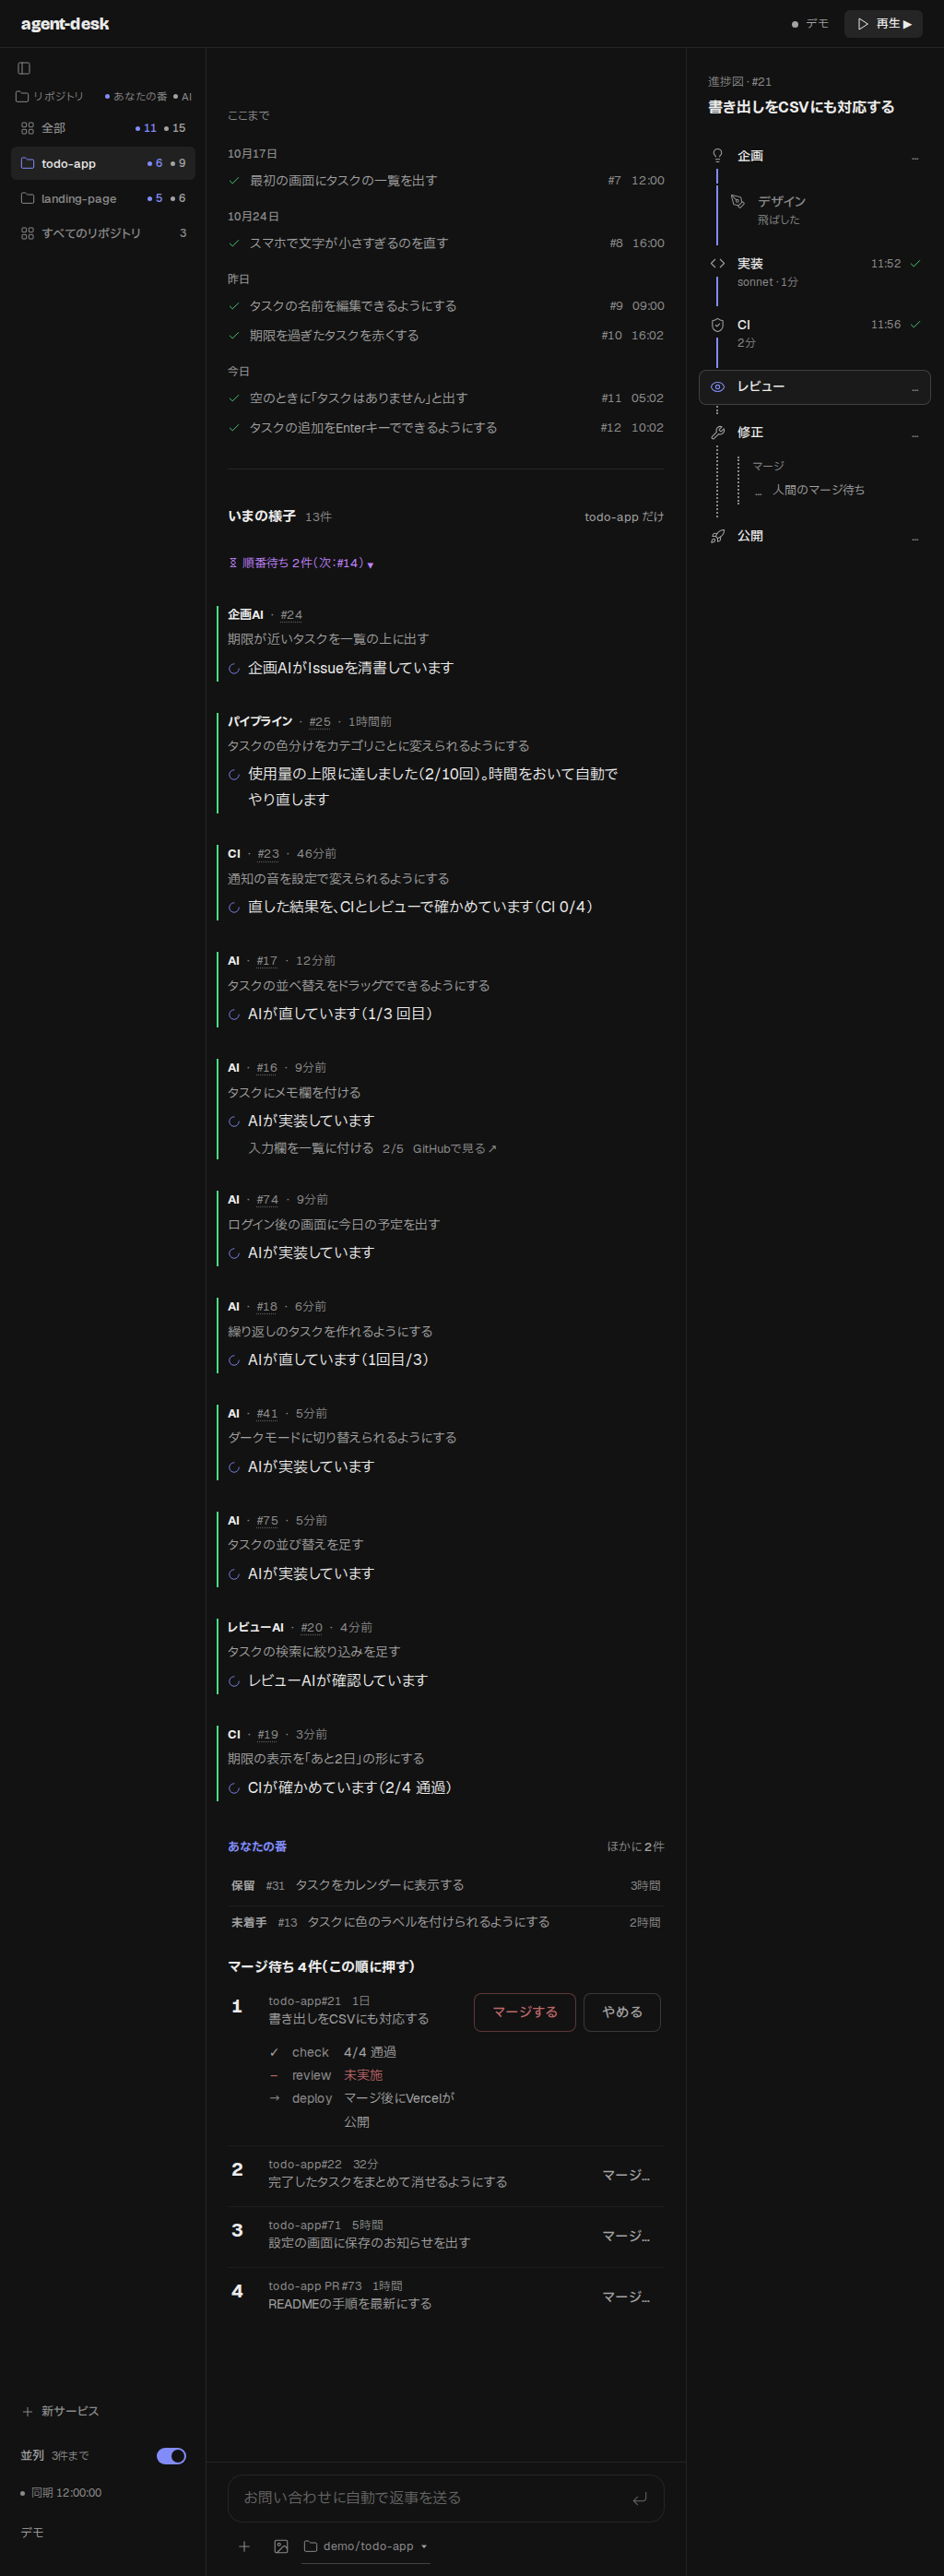 agent-desk
デモ
再生 ▶
リポジトリ
あなたの番
AI
全部
11
15
todo-app
6
9
landing-page
5
6
すべてのリポジトリ
3
新サービス
並列 3件まで
同期 12:00:00
デモ
ここまで
10月17日
最初の画面にタスクの一覧を出す #7 12:00
10月24日
スマホで文字が小さすぎるのを直す #8 16:00
昨日
タスクの名前を編集できるようにする #9 09:00
期限を過ぎたタスクを赤くする #10 16:02
今日
空のときに「タスクはありません」と出す #11 05:02
タスクの追加をEnterキーでできるようにする #12 10:02
いまの様子 13件 todo-app だけ
順番待ち 2件（次：#14）▼
企画AI · #24
期限が近いタスクを一覧の上に出す
企画AIがIssueを清書しています
パイプライン · #25 · 1時間前
タスクの色分けをカテゴリごとに変えられるようにする
使用量の上限に達しました（2/10回）。時間をおいて自動で
やり直します
CI · #23 · 46分前
通知の音を設定で変えられるようにする
直した結果を、CIとレビューで確かめています（CI 0/4）
AI · #17 · 12分前
タスクの並べ替えをドラッグでできるようにする
AIが直しています（1/3 回目）
AI · #16 · 9分前
タスクにメモ欄を付ける
AIが実装しています
入力欄を一覧に付ける 2/5 GitHubで見る ↗
AI · #74 · 9分前
ログイン後の画面に今日の予定を出す
AIが実装しています
AI · #18 · 6分前
繰り返しのタスクを作れるようにする
AIが直しています（1回目/3）
AI · #41 · 5分前
ダークモードに切り替えられるようにする
AIが実装しています
AI · #75 · 5分前
タスクの並び替えを足す
AIが実装しています
レビューAI · #20 · 4分前
タスクの検索に絞り込みを足す
レビューAIが確認しています
CI · #19 · 3分前
期限の表示を「あと2日」の形にする
CIが確かめています（2/4 通過）
あなたの番 ほかに 2件
保留 #31 タスクをカレンダーに表示する 3時間
未着手 #13 タスクに色のラベルを付けられるようにする 2時間
マージ待ち 4件（この順に押す）
1 todo-app#21 1日
書き出しをCSVにも対応する
マージする
やめる
✓ check 4/4 通過
– review 未実施
→ deploy マージ後にVercelが
公開
2 todo-app#22 32分
完了したタスクをまとめて消せるようにする
マージ…
3 todo-app#71 5時間
設定の画面に保存のお知らせを出す
マージ…
4 todo-app PR #73 1時間
READMEの手順を最新にする
マージ…
お問い合わせに自動で返事を送る
demo/todo-app
進捗図 · #21
書き出しをCSVにも対応する
企画 …
デザイン
飛ばした
実装 11:52
sonnet · 1分
CI 11:56
2分
レビュー …
修正 …
マージ
… 人間のマージ待ち
公開 …